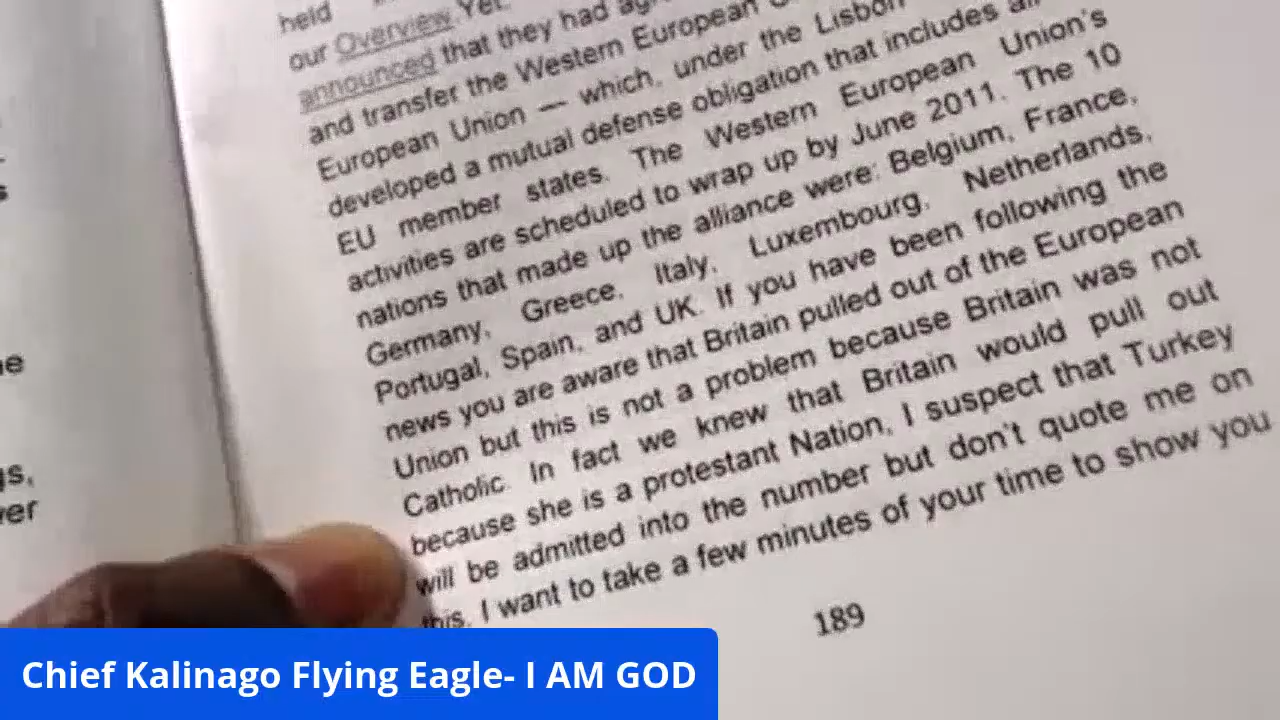 held
our Overview. Yet
announced that they had
and transfer the Western European
European Union — which, under the Lisbon
developed a mutual defense obligation that includes
EU member states. The Western European Union's
activities are scheduled to wrap up by June 2011. The 10
nations that made up the alliance were: Belgium, France,
Germany, Greece, Italy, Luxembourg, Netherlands,
Portugal, Spain, and UK. If you have been following the
news you are aware that Britain pulled out of the European
Union but this is not a problem because Britain was not
Catholic. In fact we knew that Britain would pull out
because she is a protestant Nation, I suspect that Turkey
will be admitted into the number but don't quote me on
this. I want to take a few minutes of your time to show you
189
Chief Kalinago Flying Eagle- I AM GOD